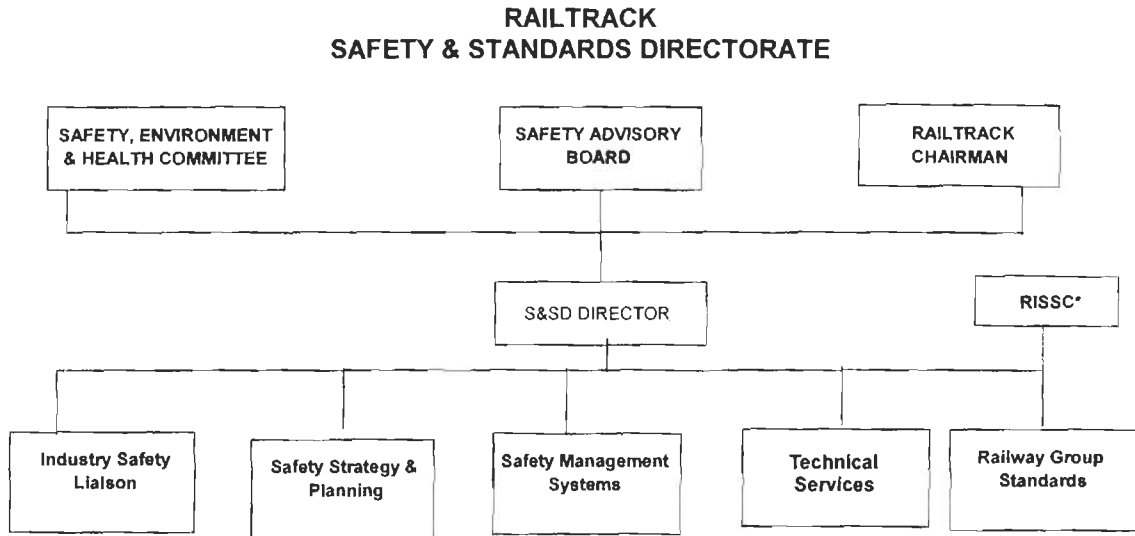 RAILTRACK
SAFETY & STANDARDS DIRECTORATE
SAFETY, ENVIRONMENT
& HEALTH COMMITTEE
SAFETY ADVISORY
BOARD
RAILTRACK
CHAIRMAN
S&SD DIRECTOR
RISSC*
Industry Safety
Liaison
Safety Strategy &
Planning
Safety Management
Systems
Technical
Services
Railway Group
Standards